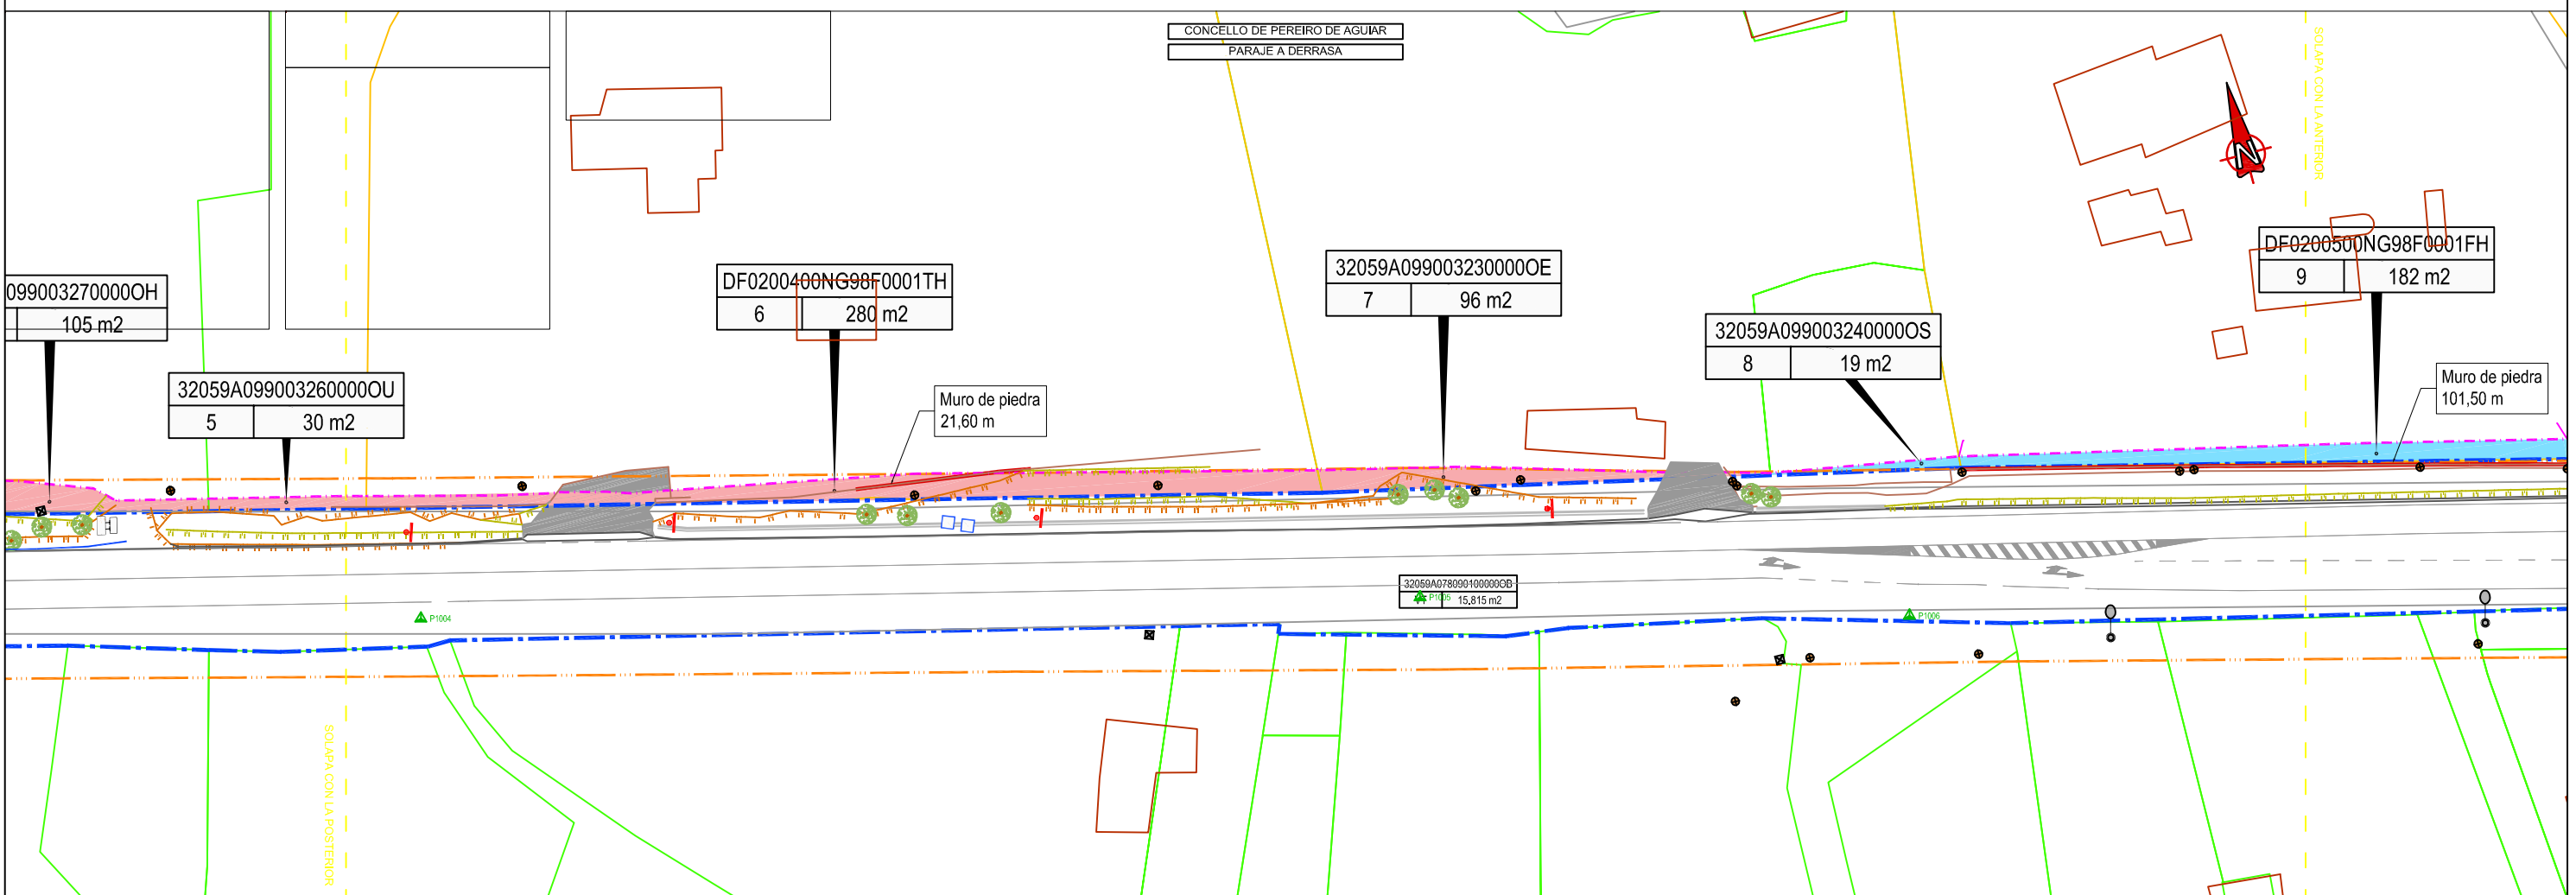 CONCELLO DE PEREIRO DE AGUIAR
PARAJE A DERRASA
SOLAPA CON LA ANTERIOR
N
099003270000OH
105 m2
32059A099003260000OU
5 30 m2
DF0200400NG98F0001TH
6 280 m2
Muro de piedra
21,60 m
32059A099003230000OE
7 96 m2
32059A099003240000OS
8 19 m2
DF0200500NG98F0001FH
9 182 m2
Muro de piedra
101,50 m
32059A078090100000OB
15,815 m2
P1004
P1005
P1006
SOLAPA CON LA POSTERIOR